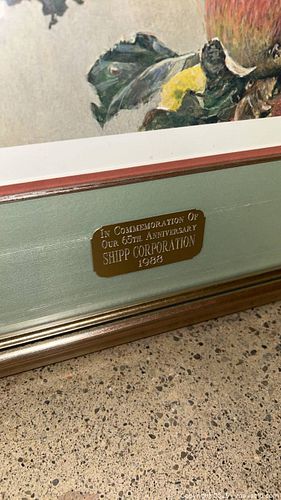 IN COMMEMORATION OF
OUR 65TH ANNIVERSARY
SHIPP CORPORATION
1988